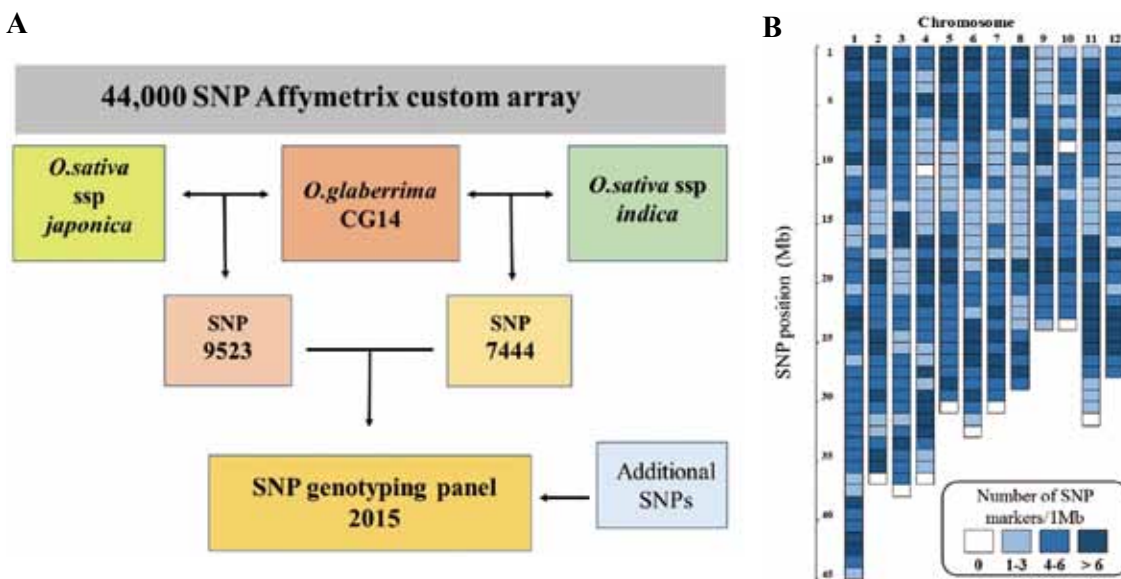 A
44,000 SNP Affymetrix custom array
O.sativa
ssp
japonica
O.glaberrima
CG14
O.sativa ssp
indica
SNP
9523
SNP
7444
SNP genotyping panel
2015
Additional
SNPs
B
Chromosome
1 2 3 4 5 6 7 8 9 10 11 12
SNP position (Mb)
1
6
10
15
20
25
30
35
40
45
Number of SNP
markers/1Mb
0 1-3 4-6 > 6